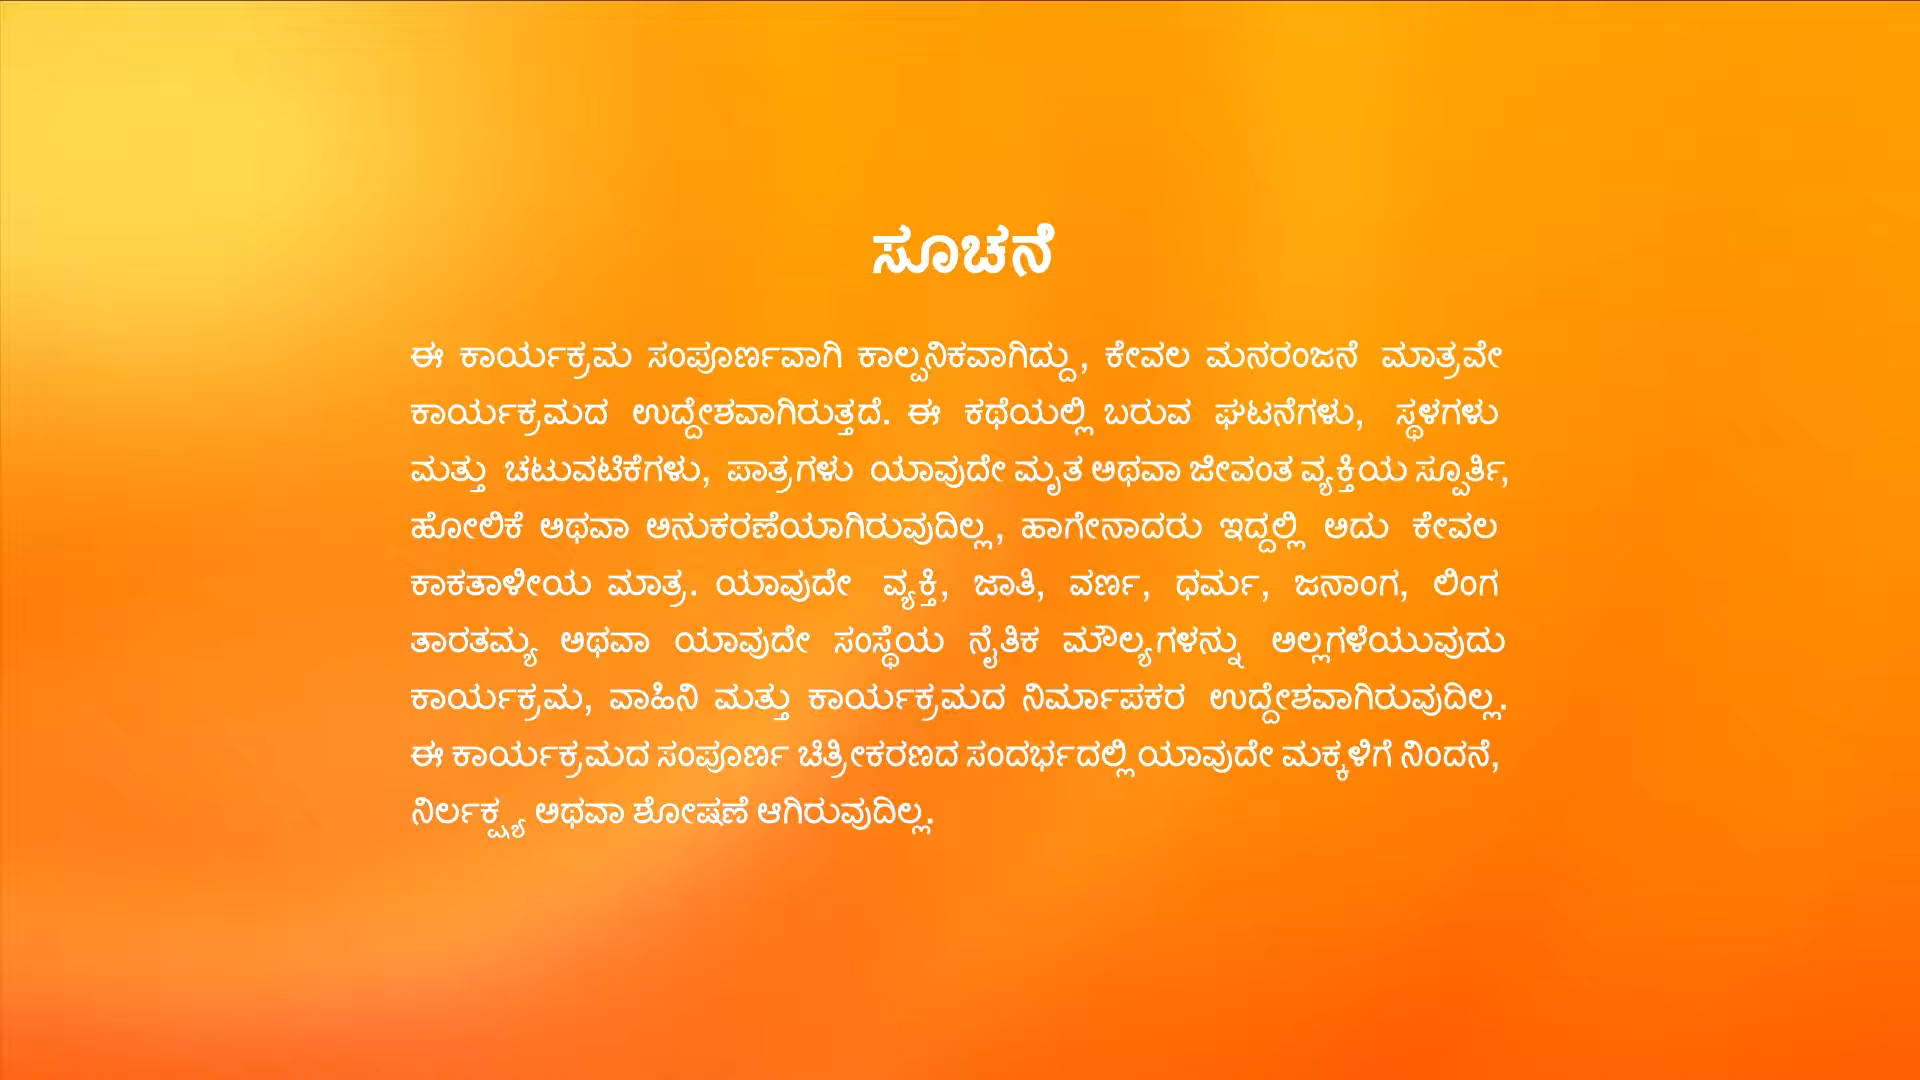 ಸೂಚನೆ
ಈ ಕಾರ್ಯಕ್ರಮ ಸಂಪೂರ್ಣವಾಗಿ ಕಾಲ್ಪನಿಕವಾಗಿದ್ದು, ಕೇವಲ ಮನರಂಜನೆ ಮಾತ್ರವೇ
ಕಾರ್ಯಕ್ರಮದ ಉದ್ದೇಶವಾಗಿರುತ್ತದೆ. ಈ ಕಥೆಯಲ್ಲಿ ಬರುವ ಘಟನೆಗಳು, ಸ್ಥಳಗಳು
ಮತ್ತು ಚಟುವಟಿಕೆಗಳು, ಪಾತ್ರಗಳು ಯಾವುದೇ ಮೃತ ಅಥವಾ ಜೀವಂತ ವ್ಯಕ್ತಿಯ ಸ್ಪೂರ್ತಿ,
ಹೋಲಿಕೆ ಅಥವಾ ಅನುಕರಣೆಯಾಗಿರುವುದಿಲ್ಲ, ಹಾಗೇನಾದರು ಇದ್ದಲ್ಲಿ ಅದು ಕೇವಲ
ಕಾಕತಾಳೀಯ ಮಾತ್ರ. ಯಾವುದೇ ವ್ಯಕ್ತಿ, ಜಾತಿ, ವರ್ಣ, ಧರ್ಮ, ಜನಾಂಗ, ಲಿಂಗ
ತಾರತಮ್ಯ ಅಥವಾ ಯಾವುದೇ ಸಂಸ್ಥೆಯ ನೈತಿಕ ಮೌಲ್ಯಗಳನ್ನು ಅಲ್ಲಗಳೆಯುವುದು
ಕಾರ್ಯಕ್ರಮ, ವಾಹಿನಿ ಮತ್ತು ಕಾರ್ಯಕ್ರಮದ ನಿರ್ಮಾಪಕರ ಉದ್ದೇಶವಾಗಿರುವುದಿಲ್ಲ.
ಈ ಕಾರ್ಯಕ್ರಮದ ಸಂಪೂರ್ಣ ಚಿತ್ರೀಕರಣದ ಸಂದರ್ಭದಲ್ಲಿ ಯಾವುದೇ ಮಕ್ಕಳಿಗೆ ನಿಂದನೆ,
ನಿರ್ಲಕ್ಷ್ಯ ಅಥವಾ ಶೋಷಣೆ ಆಗಿರುವುದಿಲ್ಲ.